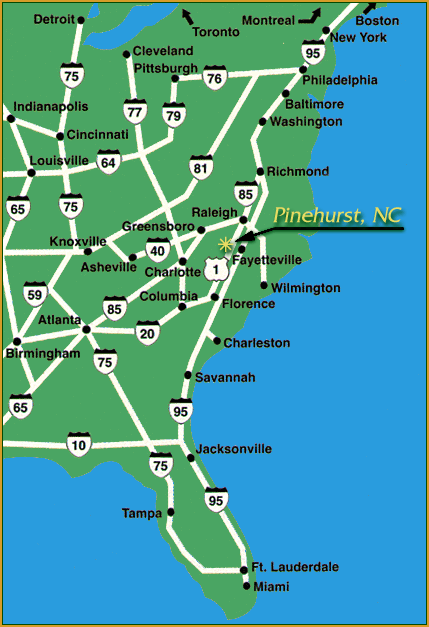 Detroit
Toronto
Montreal
Boston
New York
95
Cleveland
Pittsburgh
75
76
Philadelphia
Baltimore
Indianapolis
77
79
Washington
Cincinnati
Louisville
64
81
Richmond
65
75
85
Raleigh
Pinehurst, NC
Greensboro
Knoxville
40
Fayetteville
Asheville
Charlotte
1
Wilmington
59
Columbia
85
Florence
Atlanta
20
Birmingham
75
Charleston
Savannah
65
95
10
Jacksonville
75
95
Tampa
Ft. Lauderdale
Miami